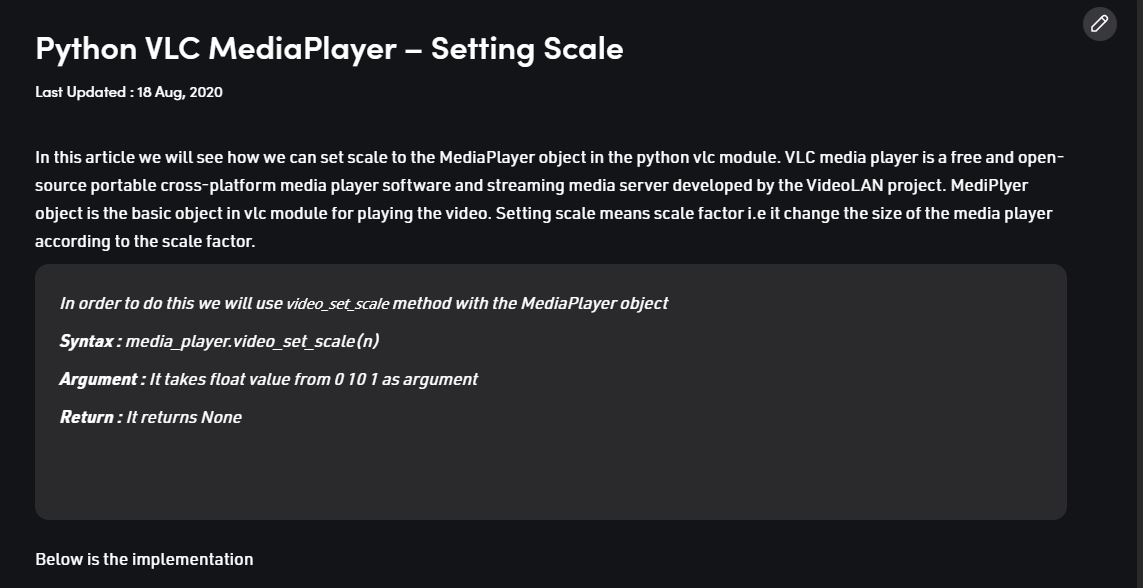 Python VLC MediaPlayer – Setting Scale
Last Updated : 18 Aug, 2020
In this article we will see how we can set scale to the MediaPlayer object in the python vlc module. VLC media player is a free and open-
source portable cross-platform media player software and streaming media server developed by the VideoLAN project. MediPlyer
object is the basic object in vlc module for playing the video. Setting scale means scale factor i.e it change the size of the media player
according to the scale factor.
In order to do this we will use video_set_scale method with the MediaPlayer object
Syntax : media_player.video_set_scale(n)
Argument : It takes float value from 0 10 1 as argument
Return : It returns None
Below is the implementation